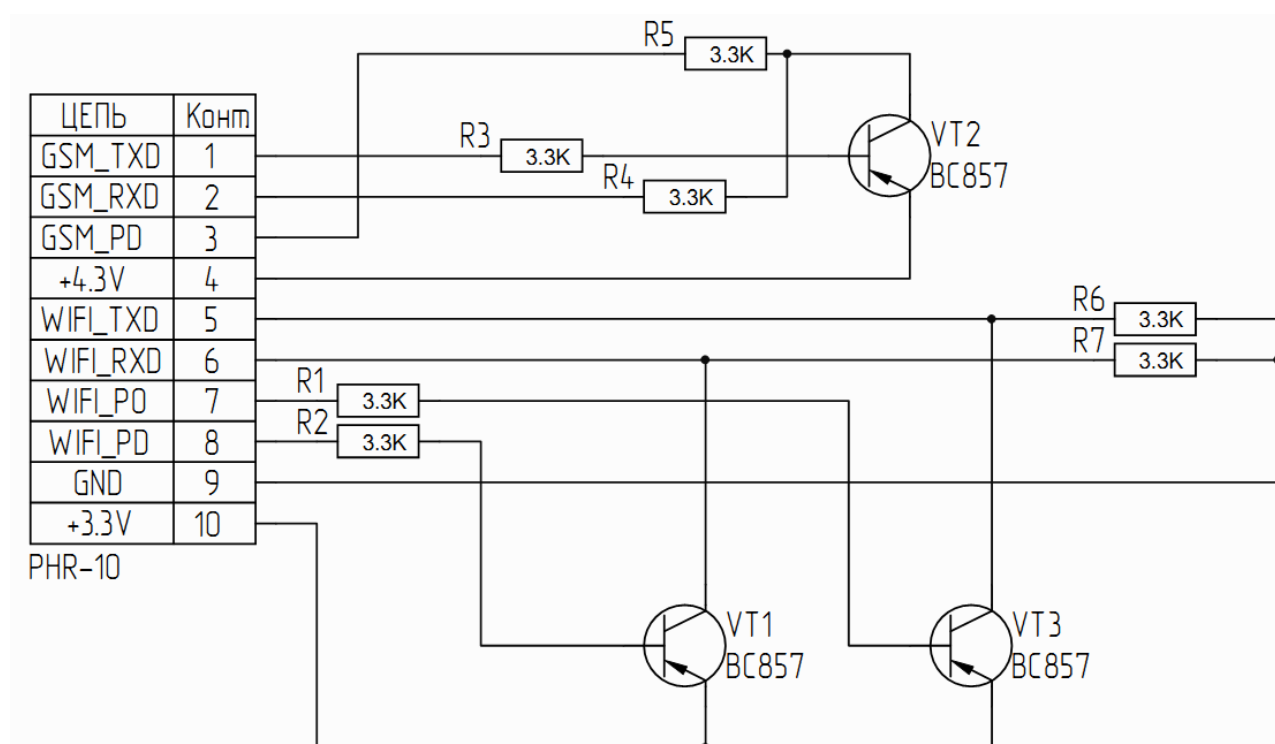 R5
3.3K
ЦЕПЬ Конт
GSM_TXD 1
R3
3.3K
VT2
BC857
GSM_RXD 2
R4
3.3K
GSM_PD 3
+4.3V 4
WIFI_TXD 5
R6
3.3K
WIFI_RXD 6
R7
3.3K
WIFI_PO 7
R1
3.3K
WIFI_PD 8
R2
3.3K
GND 9
+3.3V 10
PHR-10
VT1
BC857
VT3
BC857